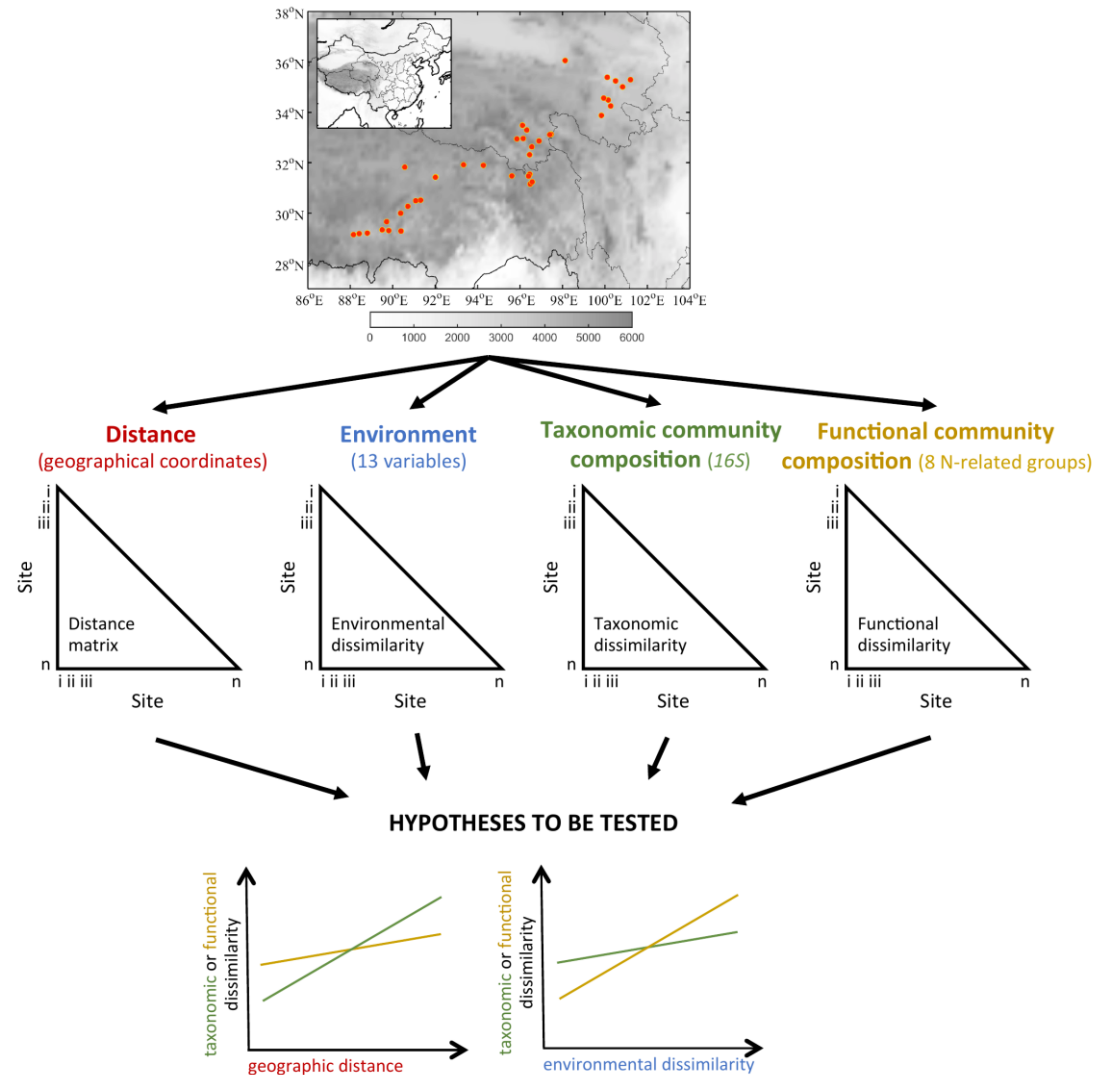 38°N
36°N
34°N
32°N
30°N
28°N
86°E 88°E 90°E 92°E 94°E 96°E 98°E 100°E 102°E 104°E
0 1000 2000 3000 4000 5000 6000
Distance
(geographical coordinates)
Environment
(13 variables)
Taxonomic community
composition (16S)
Functional community
composition (8 N-related groups)
i
ii
iii
Site
n
Distance
matrix
i ii iii n
Site
i
ii
iii
Site
n
Environmental
dissimilarity
i ii iii n
Site
i
ii
iii
Site
n
Taxonomic
dissimilarity
i ii iii n
Site
i
ii
iii
Site
n
Functional
dissimilarity
i ii iii n
Site
HYPOTHESES TO BE TESTED
taxonomic or functional
dissimilarity
geographic distance
taxonomic or functional
dissimilarity
environmental dissimilarity